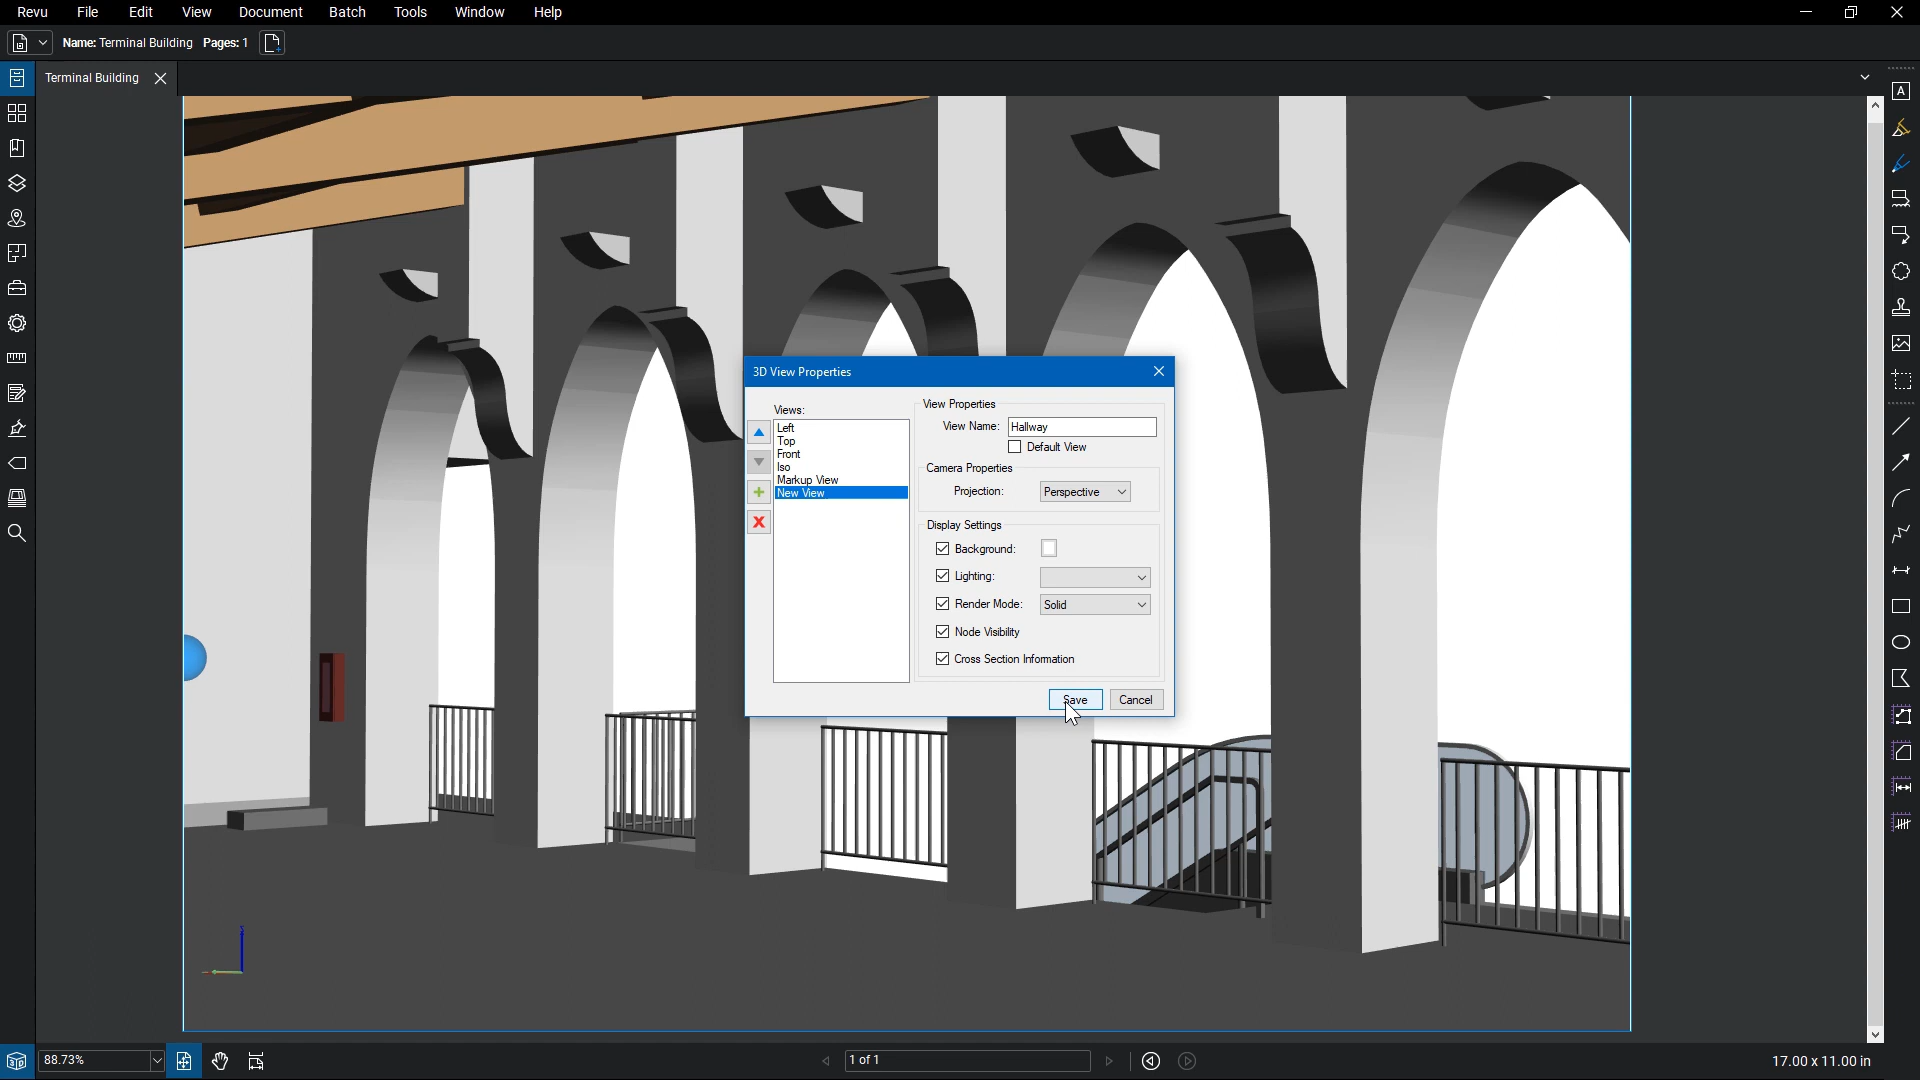 Revu File Edit View Document Batch Tools Window Help
Name: Terminal Building Pages: 1
Terminal Building
3D View Properties
Views:
Left
Top
Front
Iso
Markup View
New View
View Properties
View Name: Hallway
Default View
Camera Properties
Projection: Perspective
Display Settings
Background:
Lighting:
Render Mode: Solid
Node Visibility
Cross Section Information
Save Cancel
3D 88.73% 1 of 1 17.00 x 11.00 in